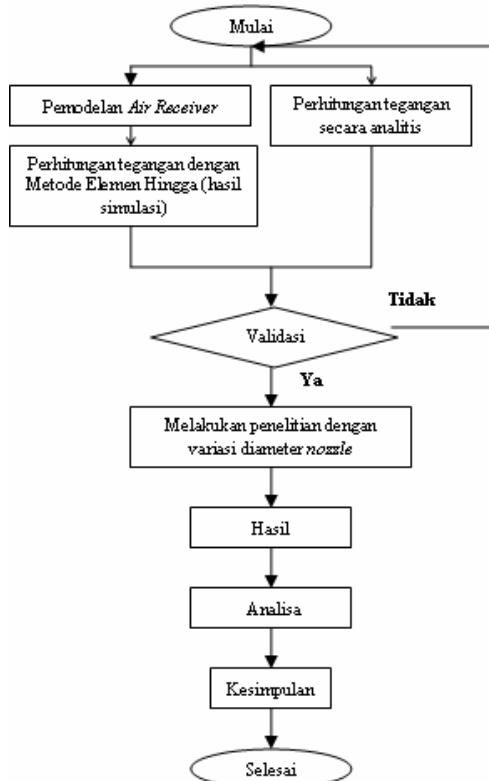 Mulai
Pemodelan Air Receiver
Perhitungan tegangan
secara analitis
Perhitungan tegangan dengan
Metode Elemen Hingga (hasil
simulasi)
Tidak
Validasi
Ya
Melakukan penelitian dengan
variasi diameter nozzle
Hasil
Analisa
Kesimpulan
Selesai